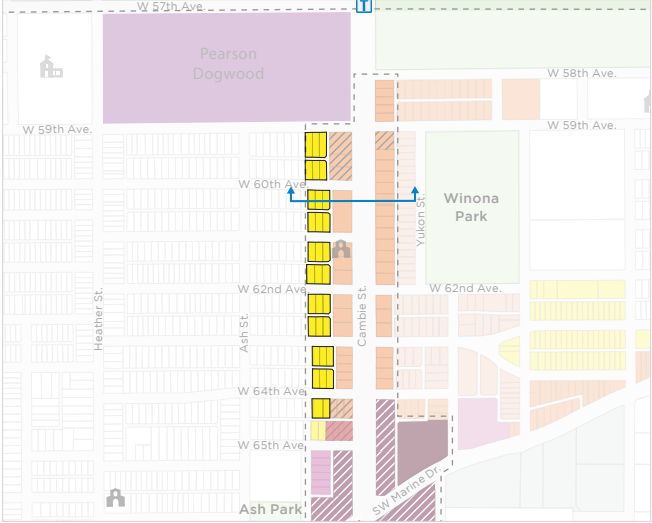 W 57th Ave.
T
Pearson
Dogwood
W 58th Ave.
W 59th Ave.
W 59th Ave.
W 60th Ave
Winona
Park
Yukon St.
W 62nd Ave.
W 62nd Ave.
Heather St.
Ash St.
Cambie St.
W 64th Ave.
W 65th Ave.
SW Marine Dr.
Ash Park